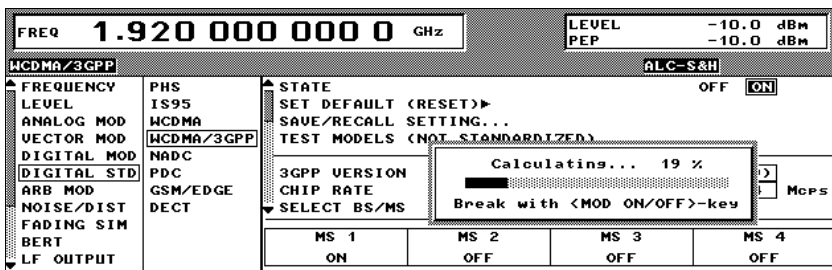 FREQ 1.920 000 000 0 GHz
LEVEL -10.0 dBm
PEP -10.0 dBm
WCDMA/3GPP
ALC-S&H
FREQUENCY
LEVEL
ANALOG MOD
VECTOR MOD
DIGITAL MOD
DIGITAL STD
ARB MOD
NOISE/DIST
FADING SIM
BERT
LF OUTPUT
PHS
IS95
WCDMA
WCDMA/3GPP
NADC
PDC
GSM/EDGE
DECT
STATE OFF ON
SET DEFAULT (RESET)▶
SAVE/RECALL SETTING...
TEST MODELS (NOT STANDARDIZED)
3GPP VERSION
CHIP RATE Mcps
SELECT BS/MS
Calculating... 19 %
Break with <MOD ON/OFF>-key
MS 1 MS 2 MS 3 MS 4
ON OFF OFF OFF